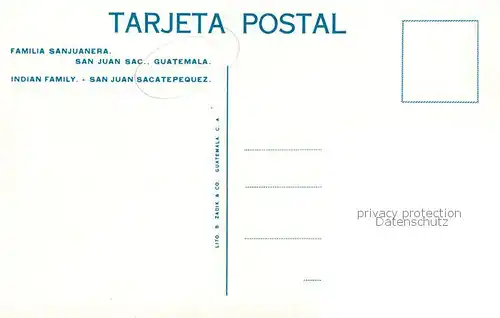 TARJETA POSTAL
FAMILIA SANJUANERA.
SAN JUAN SAC., GUATEMALA.
INDIAN FAMILY. - SAN JUAN SACATEPEQUEZ.
LITO. B. ZADIK & CO. GUATEMALA, C. A.
privacy protection
Datenschutz